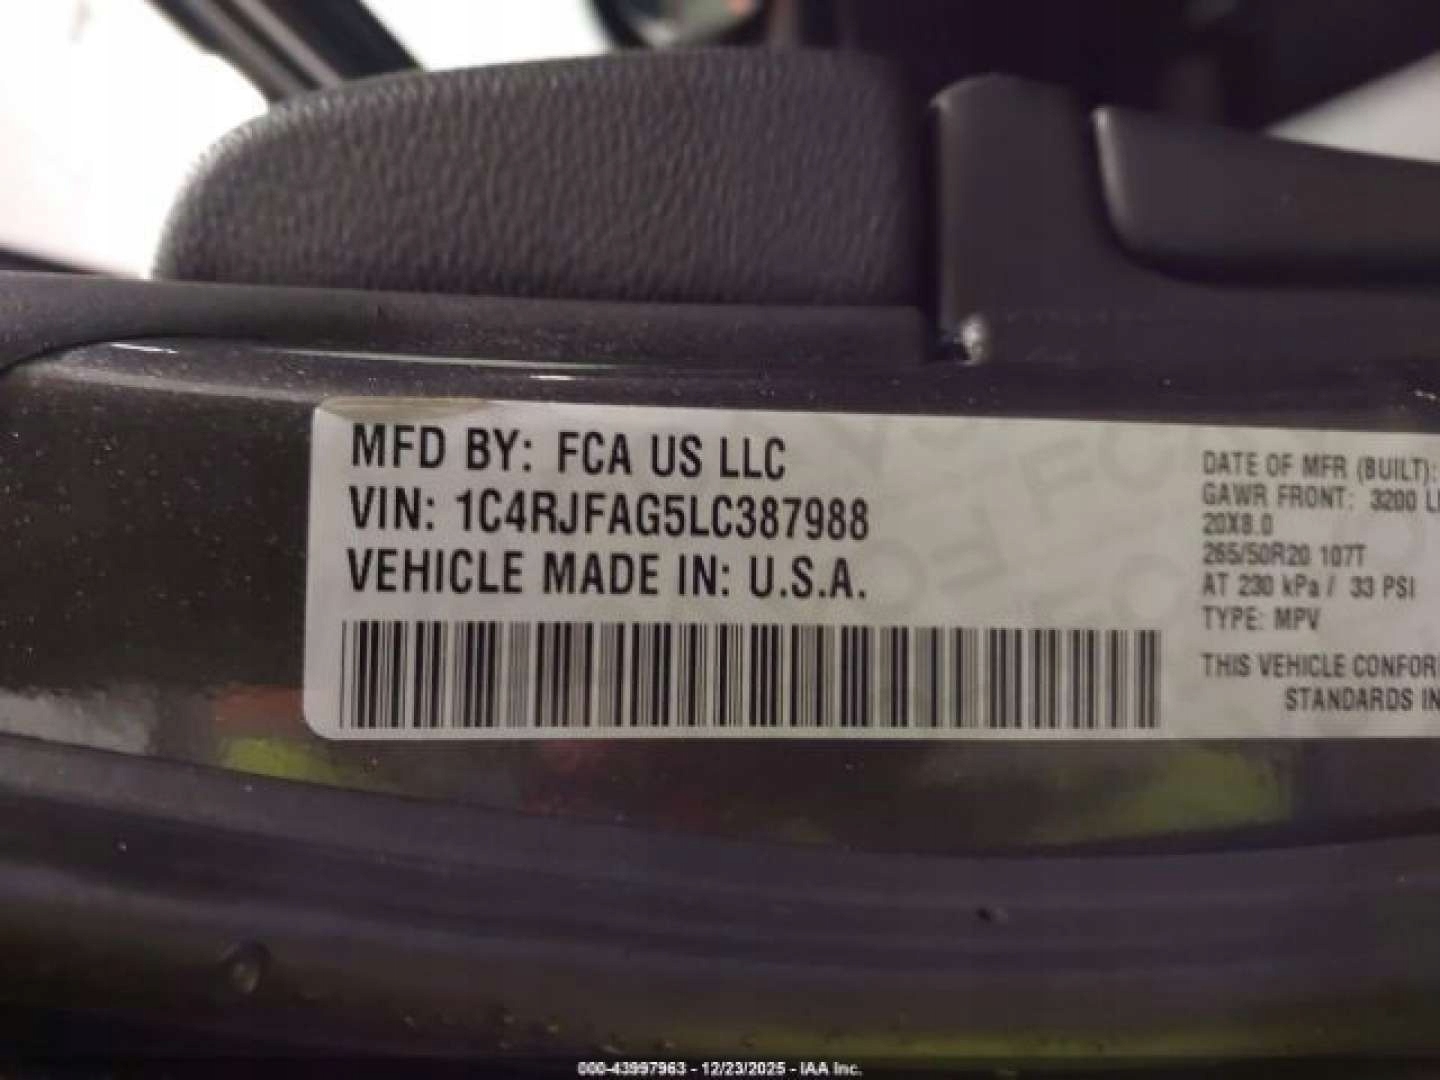 MFD BY: FCA US LLC
VIN: 1C4RJFAG5LC387988
VEHICLE MADE IN: U.S.A.
DATE OF MFR (BUILT):
GAWR FRONT: 3200 L
20X8.0
265/50R20 107T
AT 230 kPa / 33 PSI
TYPE: MPV
THIS VEHICLE CONFOR
STANDARDS IN
000-43997963 - 12/23/2025 - IAA Inc.